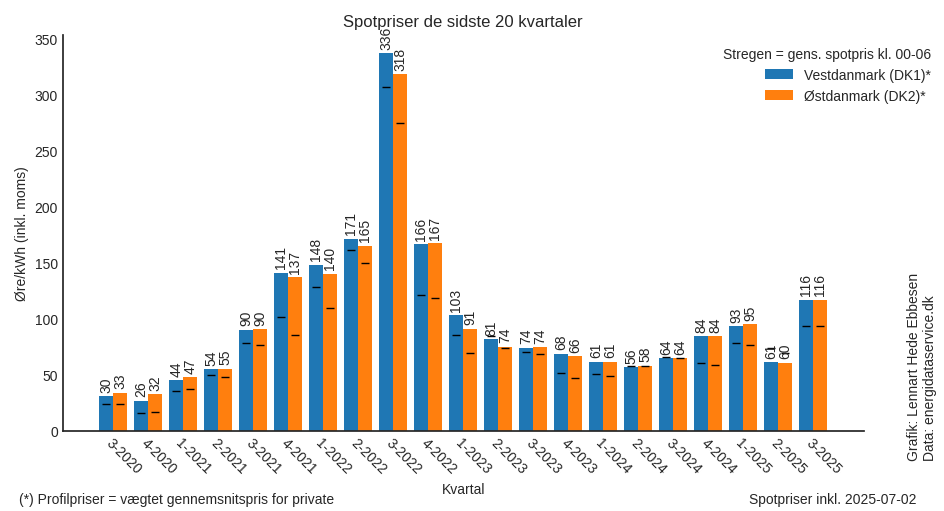 Spotpriser de sidste 20 kvartaler
Stregen = gens. spotpris kl. 00-06
Vestdanmark (DK1)*
Østdanmark (DK2)*
Øre/kWh (inkl. moms)
350
300
250
200
150
100
50
0
30 33 26 32 44 47 54 55 90 90 141 137 148 140 171 165 336 318 166 167 103 91 81 74 74 74 68 66 61 61 56 58 64 64 84 84 93 95 61 60 116 116
3-2020 4-2020 1-2021 2-2021 3-2021 4-2021 1-2022 2-2022 3-2022 4-2022 1-2023 2-2023 3-2023 4-2023 1-2024 2-2024 3-2024 4-2024 1-2025 2-2025 3-2025
Kvartal
Grafik: Lennart Hede Ebbesen
Data: energidataservice.dk
(*) Profilpriser = vægtet gennemsnitspris for private
Spotpriser inkl. 2025-07-02